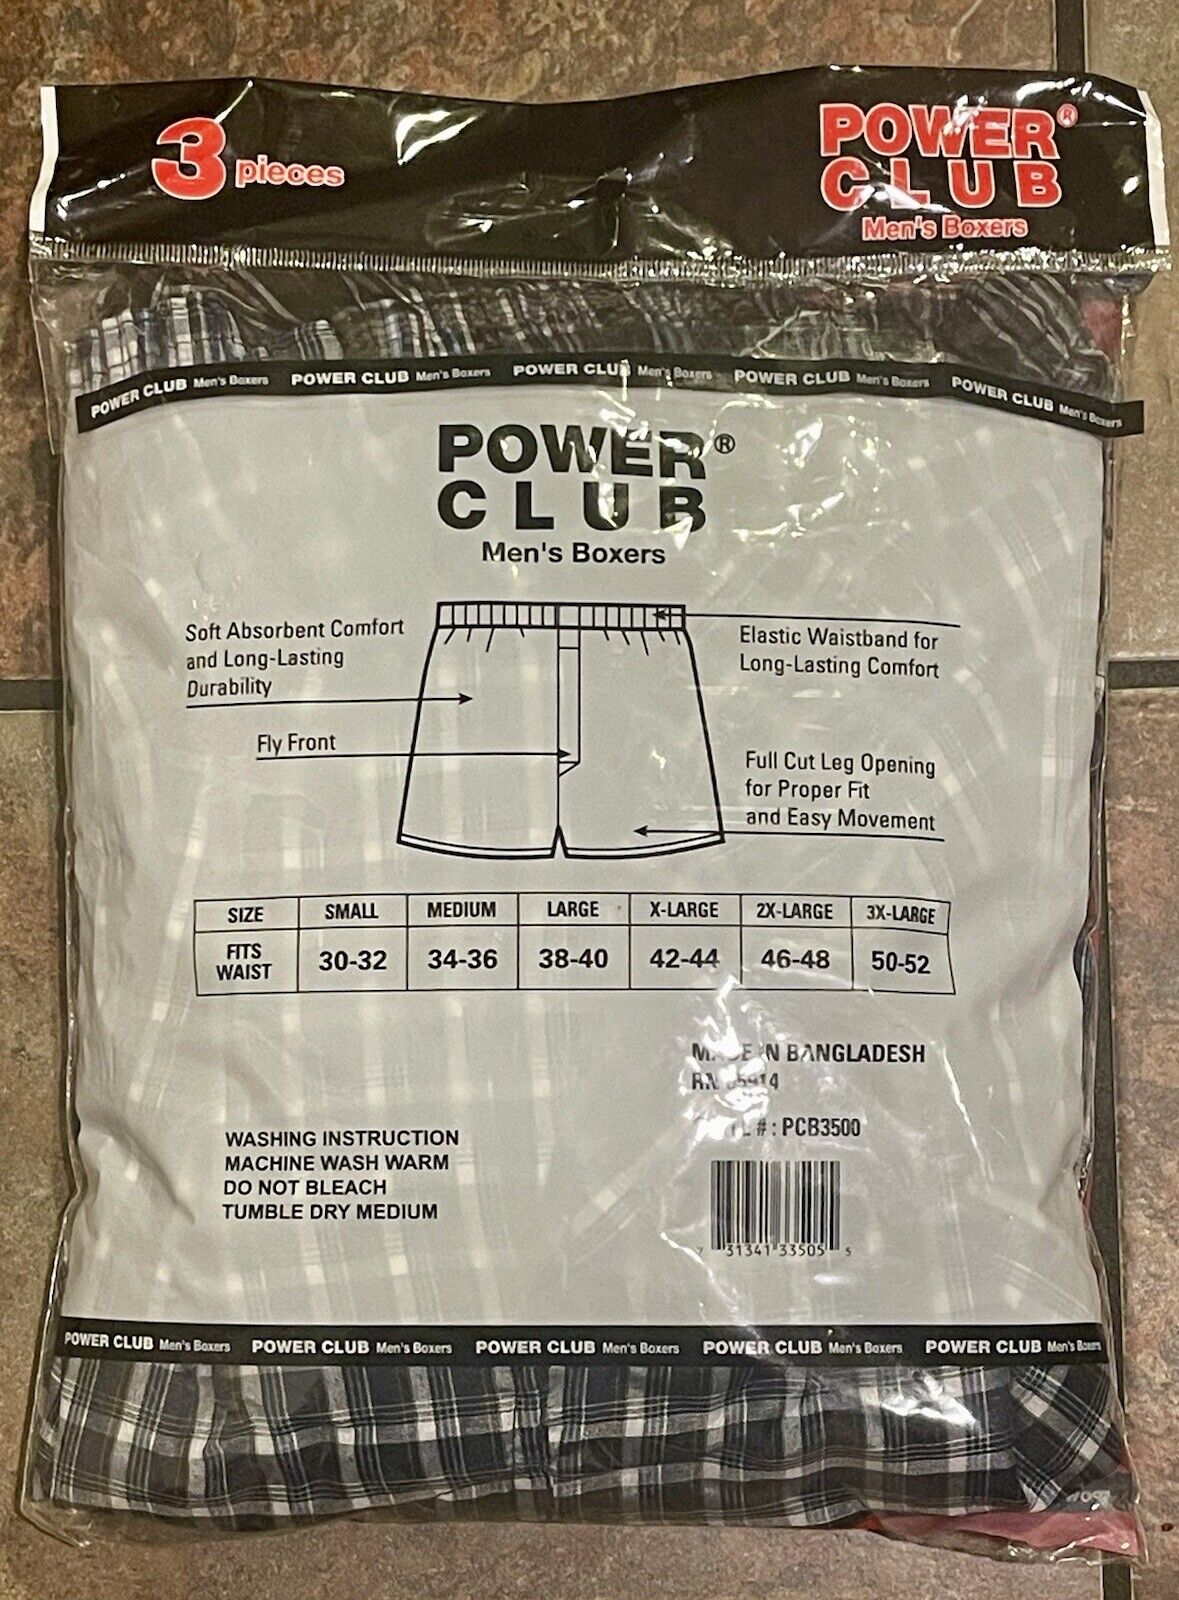 3 pieces
POWER®
CLUB
Men's Boxers
POWER CLUB Men's Boxers POWER CLUB Men's Boxers POWER CLUB Men's Boxers POWER CLUB Men's Boxers POWER CLUB Men's Boxers
POWER®
CLUB
Men's Boxers
Soft Absorbent Comfort
and Long-Lasting
Durability
Elastic Waistband for
Long-Lasting Comfort
Fly Front
Full Cut Leg Opening
for Proper Fit
and Easy Movement
SIZE SMALL MEDIUM LARGE X-LARGE 2X-LARGE 3X-LARGE
FITS
WAIST 30-32 34-36 38-40 42-44 46-48 50-52
MADE IN BANGLADESH
RN
#: PCB3500
WASHING INSTRUCTION
MACHINE WASH WARM
DO NOT BLEACH
TUMBLE DRY MEDIUM
7 31341 33505 5
POWER CLUB Men's Boxers POWER CLUB Men's Boxers POWER CLUB Men's Boxers POWER CLUB Men's Boxers POWER CLUB Men's Boxers